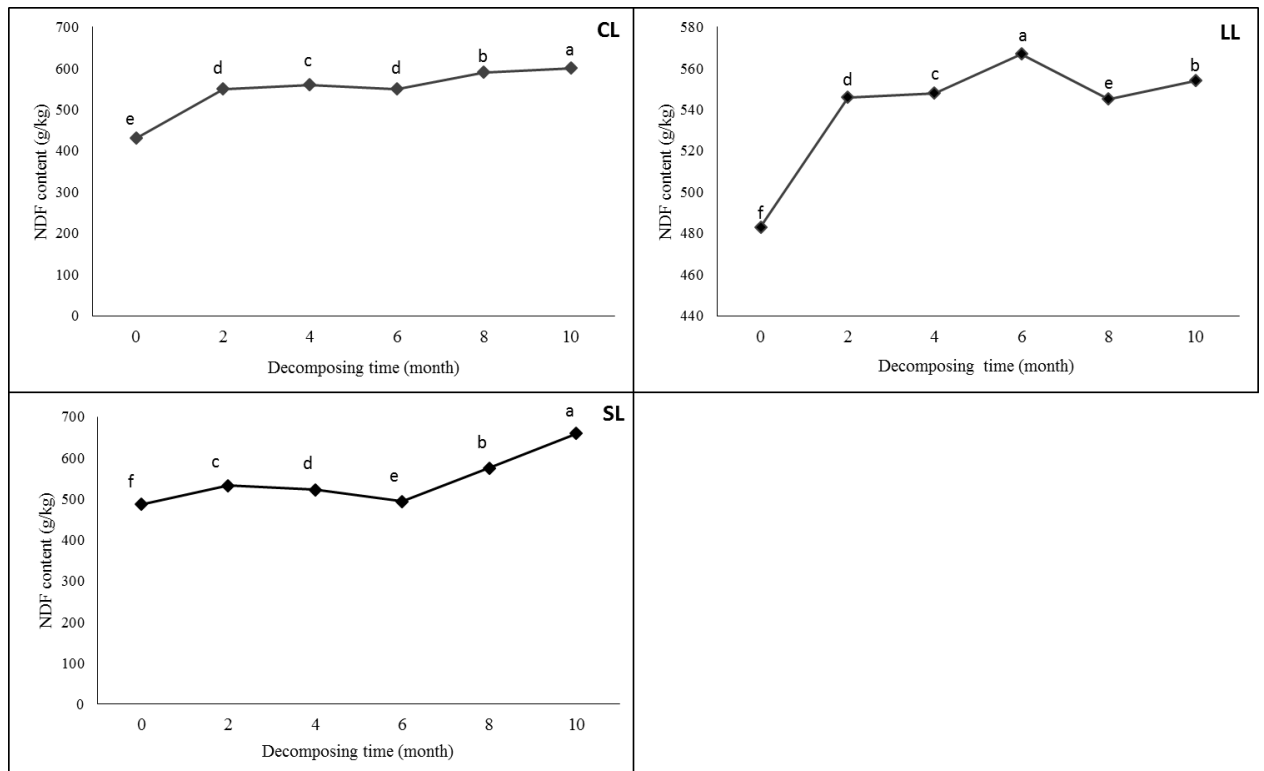 CL
NDF content (g/kg)
700
600
500
400
300
200
100
0
e
d
c
d
b
a
0 2 4 6 8 10
Decomposing time (month)
LL
NDF content (g/kg)
580
560
540
520
500
480
460
440
f
d
c
a
e
b
0 2 4 6 8 10
Decomposing time (month)
SL
NDF content (g/kg)
700
600
500
400
300
200
100
0
f
c
d
e
b
a
0 2 4 6 8 10
Decomposing time (month)